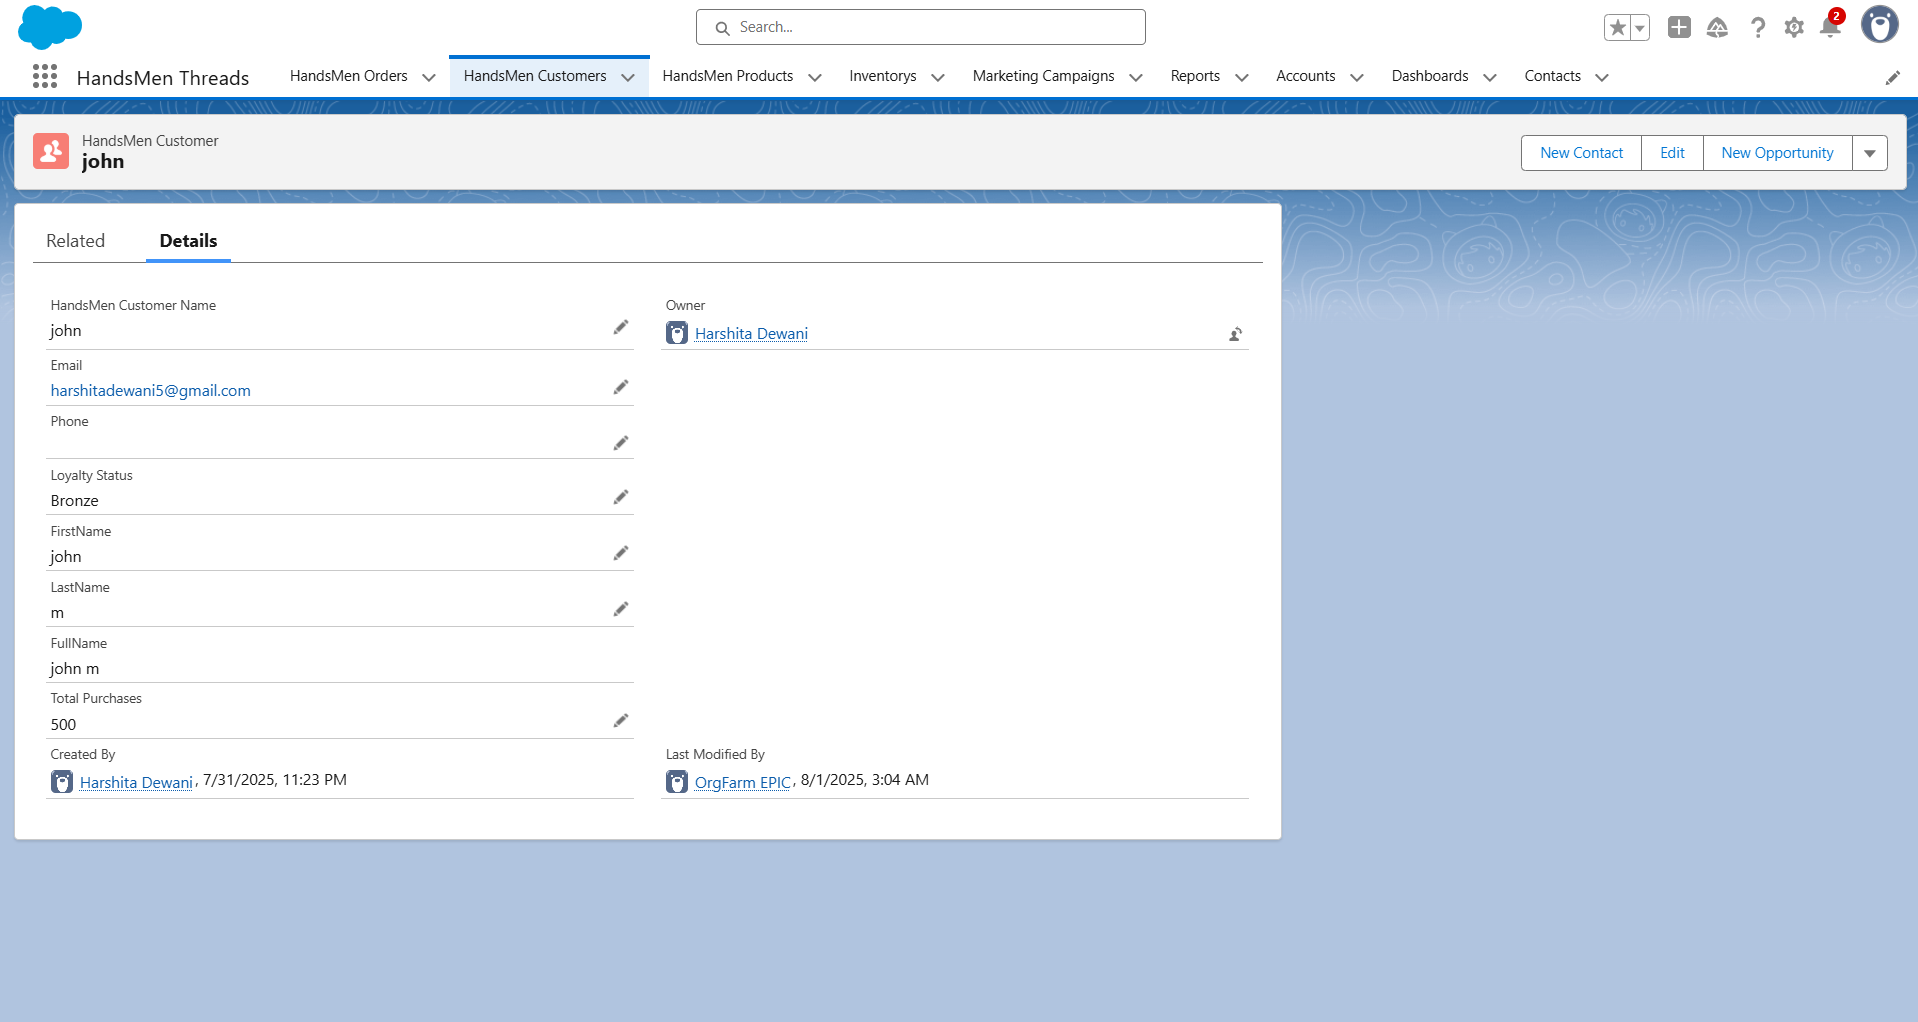 Search...
2
HandsMen Threads
HandsMen Orders
HandsMen Customers
HandsMen Products
Inventorys
Marketing Campaigns
Reports
Accounts
Dashboards
Contacts
HandsMen Customer
john
New Contact
Edit
New Opportunity
Related
Details
HandsMen Customer Name
john
Owner
Harshita Dewani
Email
harshitadewani5@gmail.com
Phone
Loyalty Status
Bronze
FirstName
john
LastName
m
FullName
john m
Total Purchases
500
Created By
Harshita Dewani, 7/31/2025, 11:23 PM
Last Modified By
OrgFarm EPIC, 8/1/2025, 3:04 AM